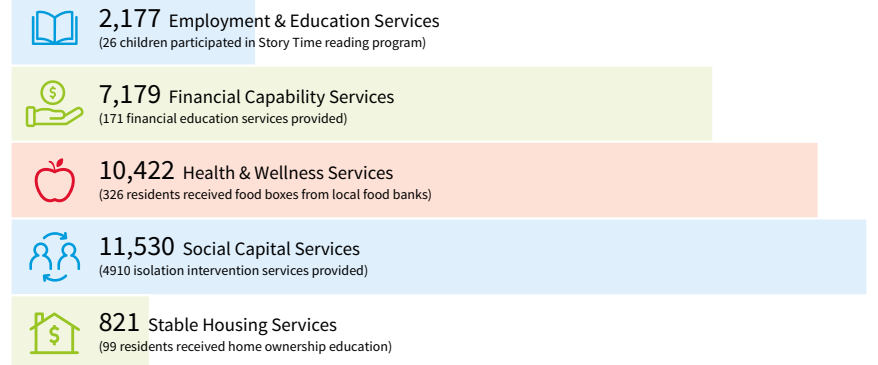 2,177 Employment & Education Services
(26 children participated in Story Time reading program)
$
7,179 Financial Capability Services
(171 financial education services provided)
10,422 Health & Wellness Services
(326 residents received food boxes from local food banks)
11,530 Social Capital Services
(4910 isolation intervention services provided)
$
821 Stable Housing Services
(99 residents received home ownership education)